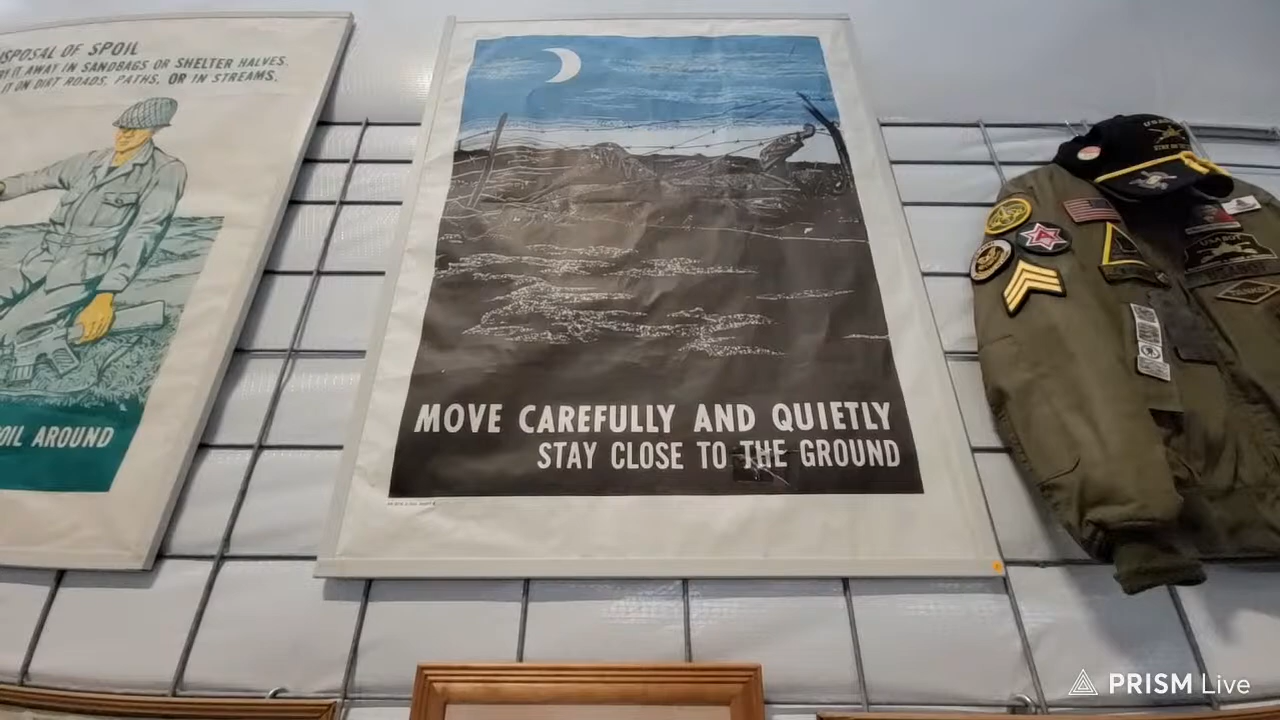 SPOSAL OF SPOIL
RY IT AWAY IN SANDBAGS OR SHELTER HALVES.
IT ON DIRT ROADS, PATHS, OR IN STREAMS.
OIL AROUND
MOVE CAREFULLY AND QUIETLY
STAY CLOSE TO THE GROUND
PRISM Live